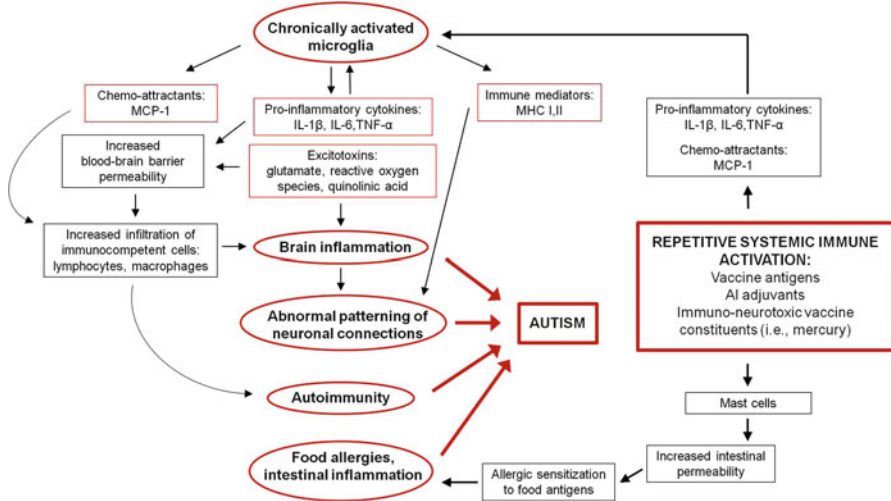 Chronically activated
microglia
Chemo-attractants:
MCP-1
Pro-inflammatory cytokines:
IL-1β, IL-6,TNF-α
Immune mediators:
MHC I,II
Pro-inflammatory cytokines:
IL-1β, IL-6,TNF-α
Chemo-attractants:
MCP-1
Increased
blood-brain barrier
permeability
Excitotoxins:
glutamate, reactive oxygen
species, quinolinic acid
Increased infiltration of
immunocompetent cells:
lymphocytes, macrophages
Brain inflammation
REPETITIVE SYSTEMIC IMMUNE
ACTIVATION:
Vaccine antigens
Al adjuvants
Immuno-neurotoxic vaccine
constituents (i.e., mercury)
Abnormal patterning of
neuronal connections
AUTISM
Autoimmunity
Mast cells
Food allergies,
intestinal inflammation
Allergic sensitization
to food antigens
Increased intestinal
permeability